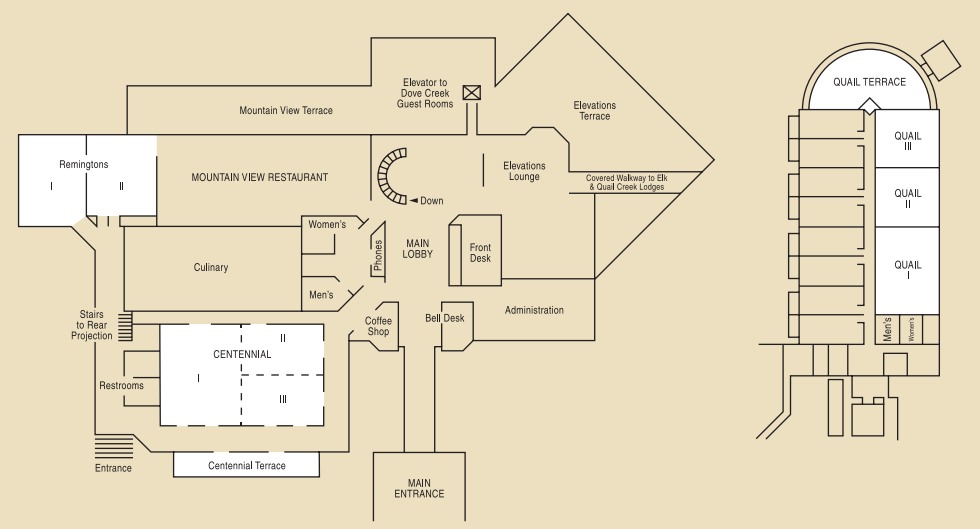 Elevator to
Dove Creek
Guest Rooms
Mountain View Terrace
Elevations
Terrace
Remingtons
I
II
MOUNTAIN VIEW RESTAURANT
Elevations
Lounge
Covered Walkway to Elk
& Quail Creek Lodges
Down
Women's
Phones
MAIN
LOBBY
Front
Desk
Culinary
Men's
Stairs
to Rear
Projection
Coffee
Shop
Bell Desk
Administration
CENTENNIAL
I
II
III
Restrooms
Entrance
Centennial Terrace
MAIN
ENTRANCE
QUAIL TERRACE
QUAIL
III
QUAIL
II
QUAIL
I
Men's
Women's